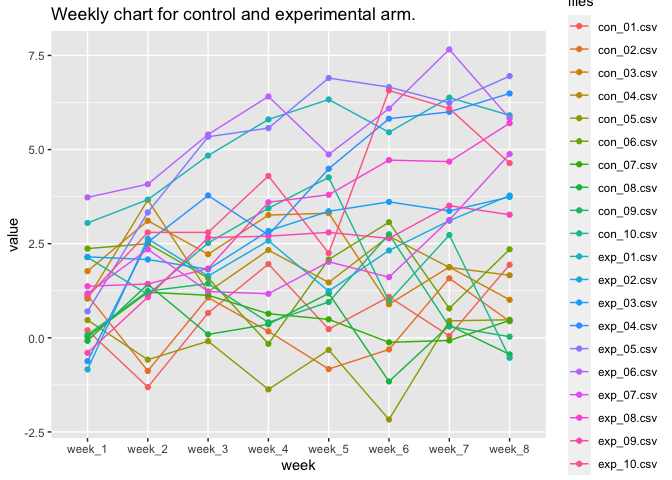 Weekly chart for control and experimental arm.
files
7.5
5.0
2.5
0.0
-2.5
value
week_1 week_2 week_3 week_4 week_5 week_6 week_7 week_8
week
con_01.csv
con_02.csv
con_03.csv
con_04.csv
con_05.csv
con_06.csv
con_07.csv
con_08.csv
con_09.csv
con_10.csv
exp_01.csv
exp_02.csv
exp_03.csv
exp_04.csv
exp_05.csv
exp_06.csv
exp_07.csv
exp_08.csv
exp_09.csv
exp_10.csv